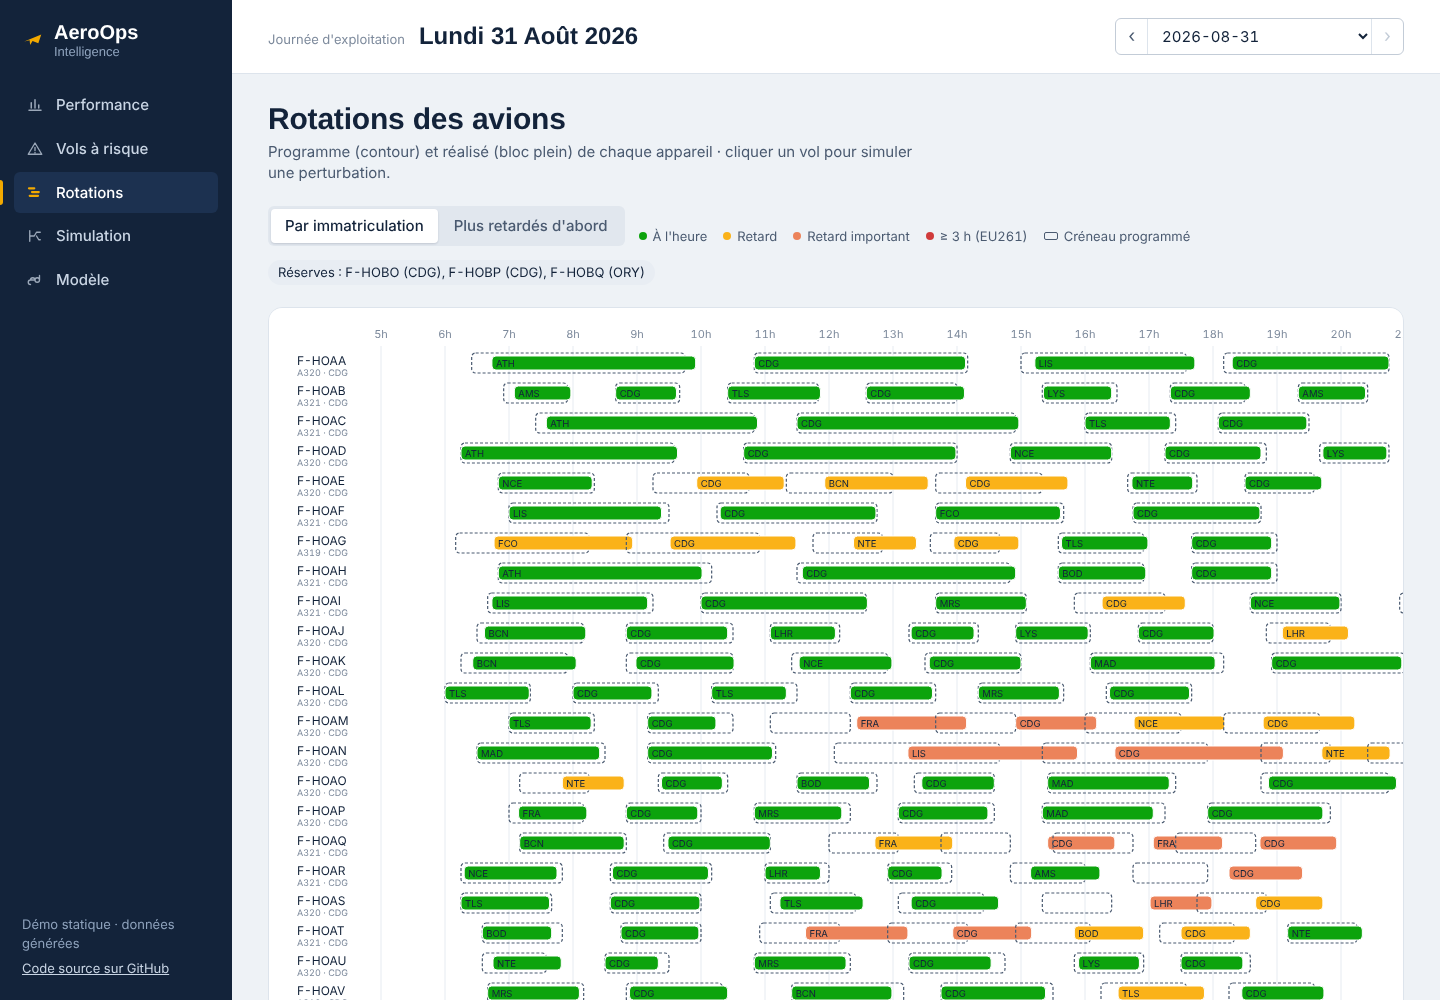 AeroOps
Intelligence
Performance
Vols à risque
Rotations
Simulation
Modèle
Démo statique · données
générées
Code source sur GitHub
Journée d'exploitation Lundi 31 Août 2026
‹ 2026-08-31 ›
Rotations des avions
Programme (contour) et réalisé (bloc plein) de chaque appareil · cliquer un vol pour simuler
une perturbation.
Par immatriculation Plus retardés d'abord À l'heure Retard Retard important ≥ 3 h (EU261) Créneau programmé
Réserves : F-HOBO (CDG), F-HOBP (CDG), F-HOBQ (ORY)
5h 6h 7h 8h 9h 10h 11h 12h 13h 14h 15h 16h 17h 18h 19h 20h 2
F-HOAA ATH CDG LIS CDG
A320 · CDG
F-HOAB AMS CDG TLS CDG LYS CDG AMS
A321 · CDG
F-HOAC ATH CDG TLS CDG
A321 · CDG
F-HOAD ATH CDG NCE CDG LYS
A320 · CDG
F-HOAE NCE CDG BCN CDG NTE CDG
A320 · CDG
F-HOAF LIS CDG FCO CDG
A321 · CDG
F-HOAG FCO CDG NTE CDG TLS CDG
A319 · CDG
F-HOAH ATH CDG BOD CDG
A321 · CDG
F-HOAI LIS CDG MRS CDG NCE
A321 · CDG
F-HOAJ BCN CDG LHR CDG LYS CDG LHR
A320 · CDG
F-HOAK BCN CDG NCE CDG MAD CDG
A320 · CDG
F-HOAL TLS CDG TLS CDG MRS CDG
A320 · CDG
F-HOAM TLS CDG FRA CDG NCE CDG
A320 · CDG
F-HOAN MAD CDG LIS CDG NTE
A320 · CDG
F-HOAO NTE CDG BOD CDG MAD CDG
A320 · CDG
F-HOAP FRA CDG MRS CDG MAD CDG
A320 · CDG
F-HOAQ BCN CDG FRA CDG FRA CDG
A321 · CDG
F-HOAR NCE CDG LHR CDG AMS CDG
A321 · CDG
F-HOAS TLS CDG TLS CDG LHR CDG
A320 · CDG
F-HOAT BOD CDG FRA CDG BOD CDG NTE
A321 · CDG
F-HOAU NTE CDG MRS CDG LYS CDG
A320 · CDG
F-HOAV MRS CDG BCN CDG TLS CDG